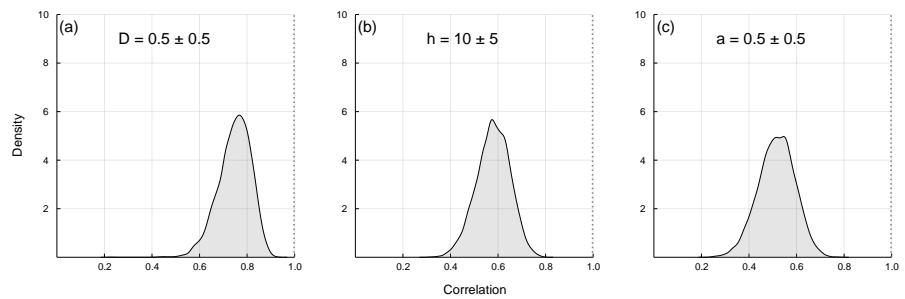 (a) D = 0.5 ± 0.5
(b) h = 10 ± 5
(c) a = 0.5 ± 0.5
10 10 10
8 8 8
6 6 6
4 4 4
2 2 2
Density
0.2 0.4 0.6 0.8 1.0 0.2 0.4 0.6 0.8 1.0 0.2 0.4 0.6 0.8 1.0
Correlation